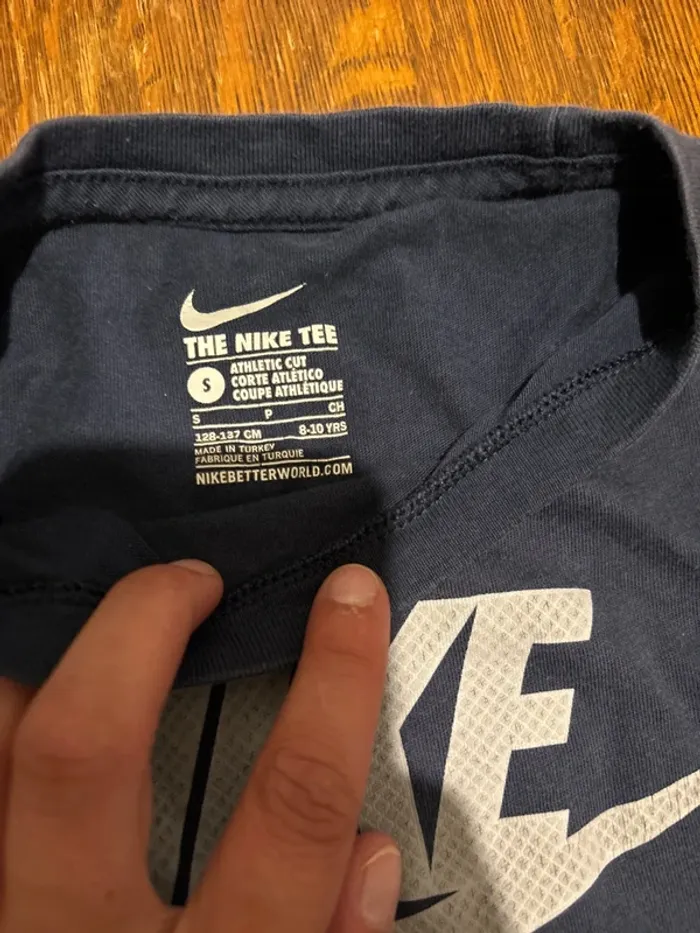 THE NIKE TEE
S
ATHLETIC CUT
CORTE ATLÉTICO
COUPE ATHLÉTIQUE
S P CH
128-137 CM 8-10 YRS
MADE IN TURKEY
FABRIQUE EN TURQUIE
NIKEBETTERWORLD.COM
KE